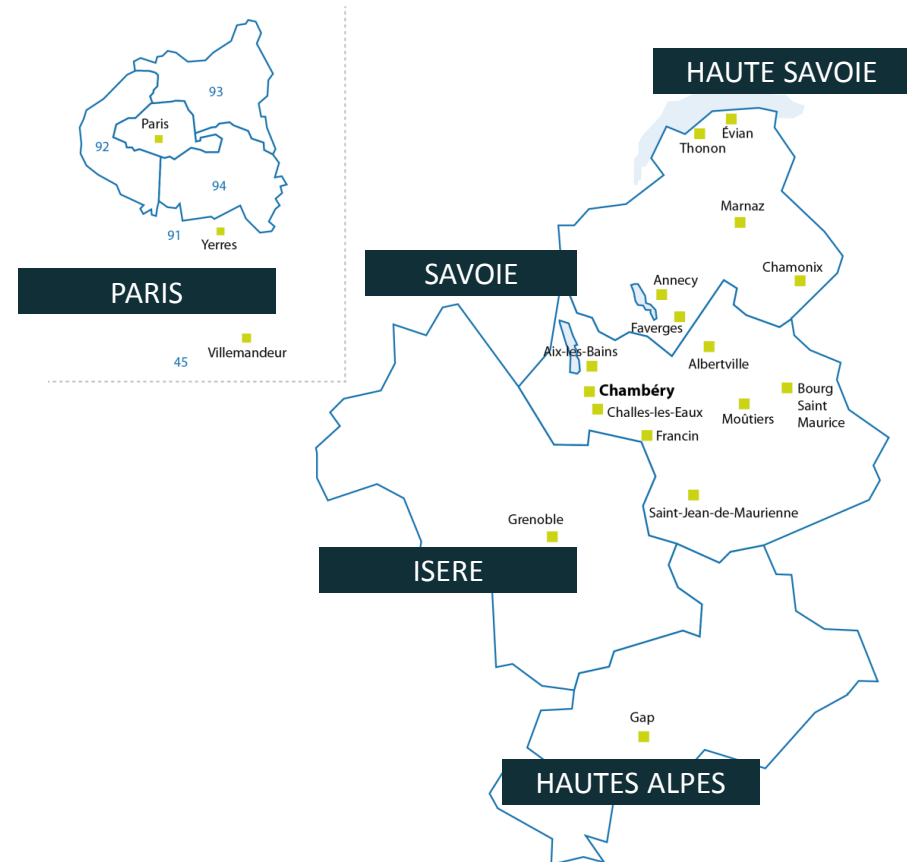 93
Paris
92
94
91
Yerres
PARIS
Villemandeur
45
HAUTE SAVOIE
Évian
Thonon
Marnaz
Chamonix
SAVOIE
Annecy
Faverges
Aix-les-Bains
Albertville
Chambéry
Challes-les-Eaux
Bourg
Saint
Maurice
Moûtiers
Francin
Saint-Jean-de-Maurienne
Grenoble
ISERE
Gap
HAUTES ALPES